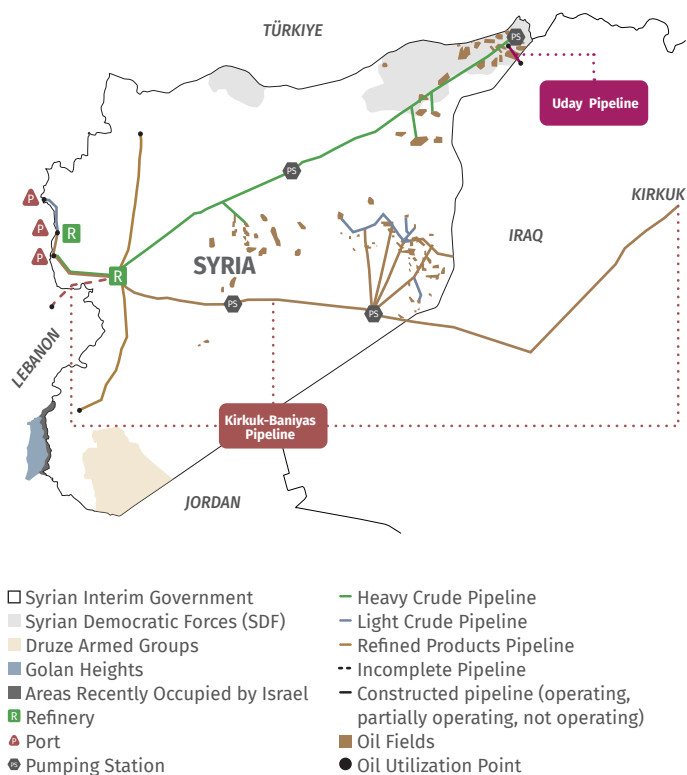 TÜRKIYE
PS
Uday Pipeline
PS
KIRKUK
P
P
R
IRAQ
SYRIA
P
R
PS
PS
LEBANON
Kirkuk-Baniyas
Pipeline
JORDAN
Syrian Interim Government
Syrian Democratic Forces (SDF)
Druze Armed Groups
Golan Heights
Areas Recently Occupied by Israel
R Refinery
P Port
PS Pumping Station
Heavy Crude Pipeline
Light Crude Pipeline
Refined Products Pipeline
Incomplete Pipeline
Constructed pipeline (operating,
partially operating, not operating)
Oil Fields
Oil Utilization Point